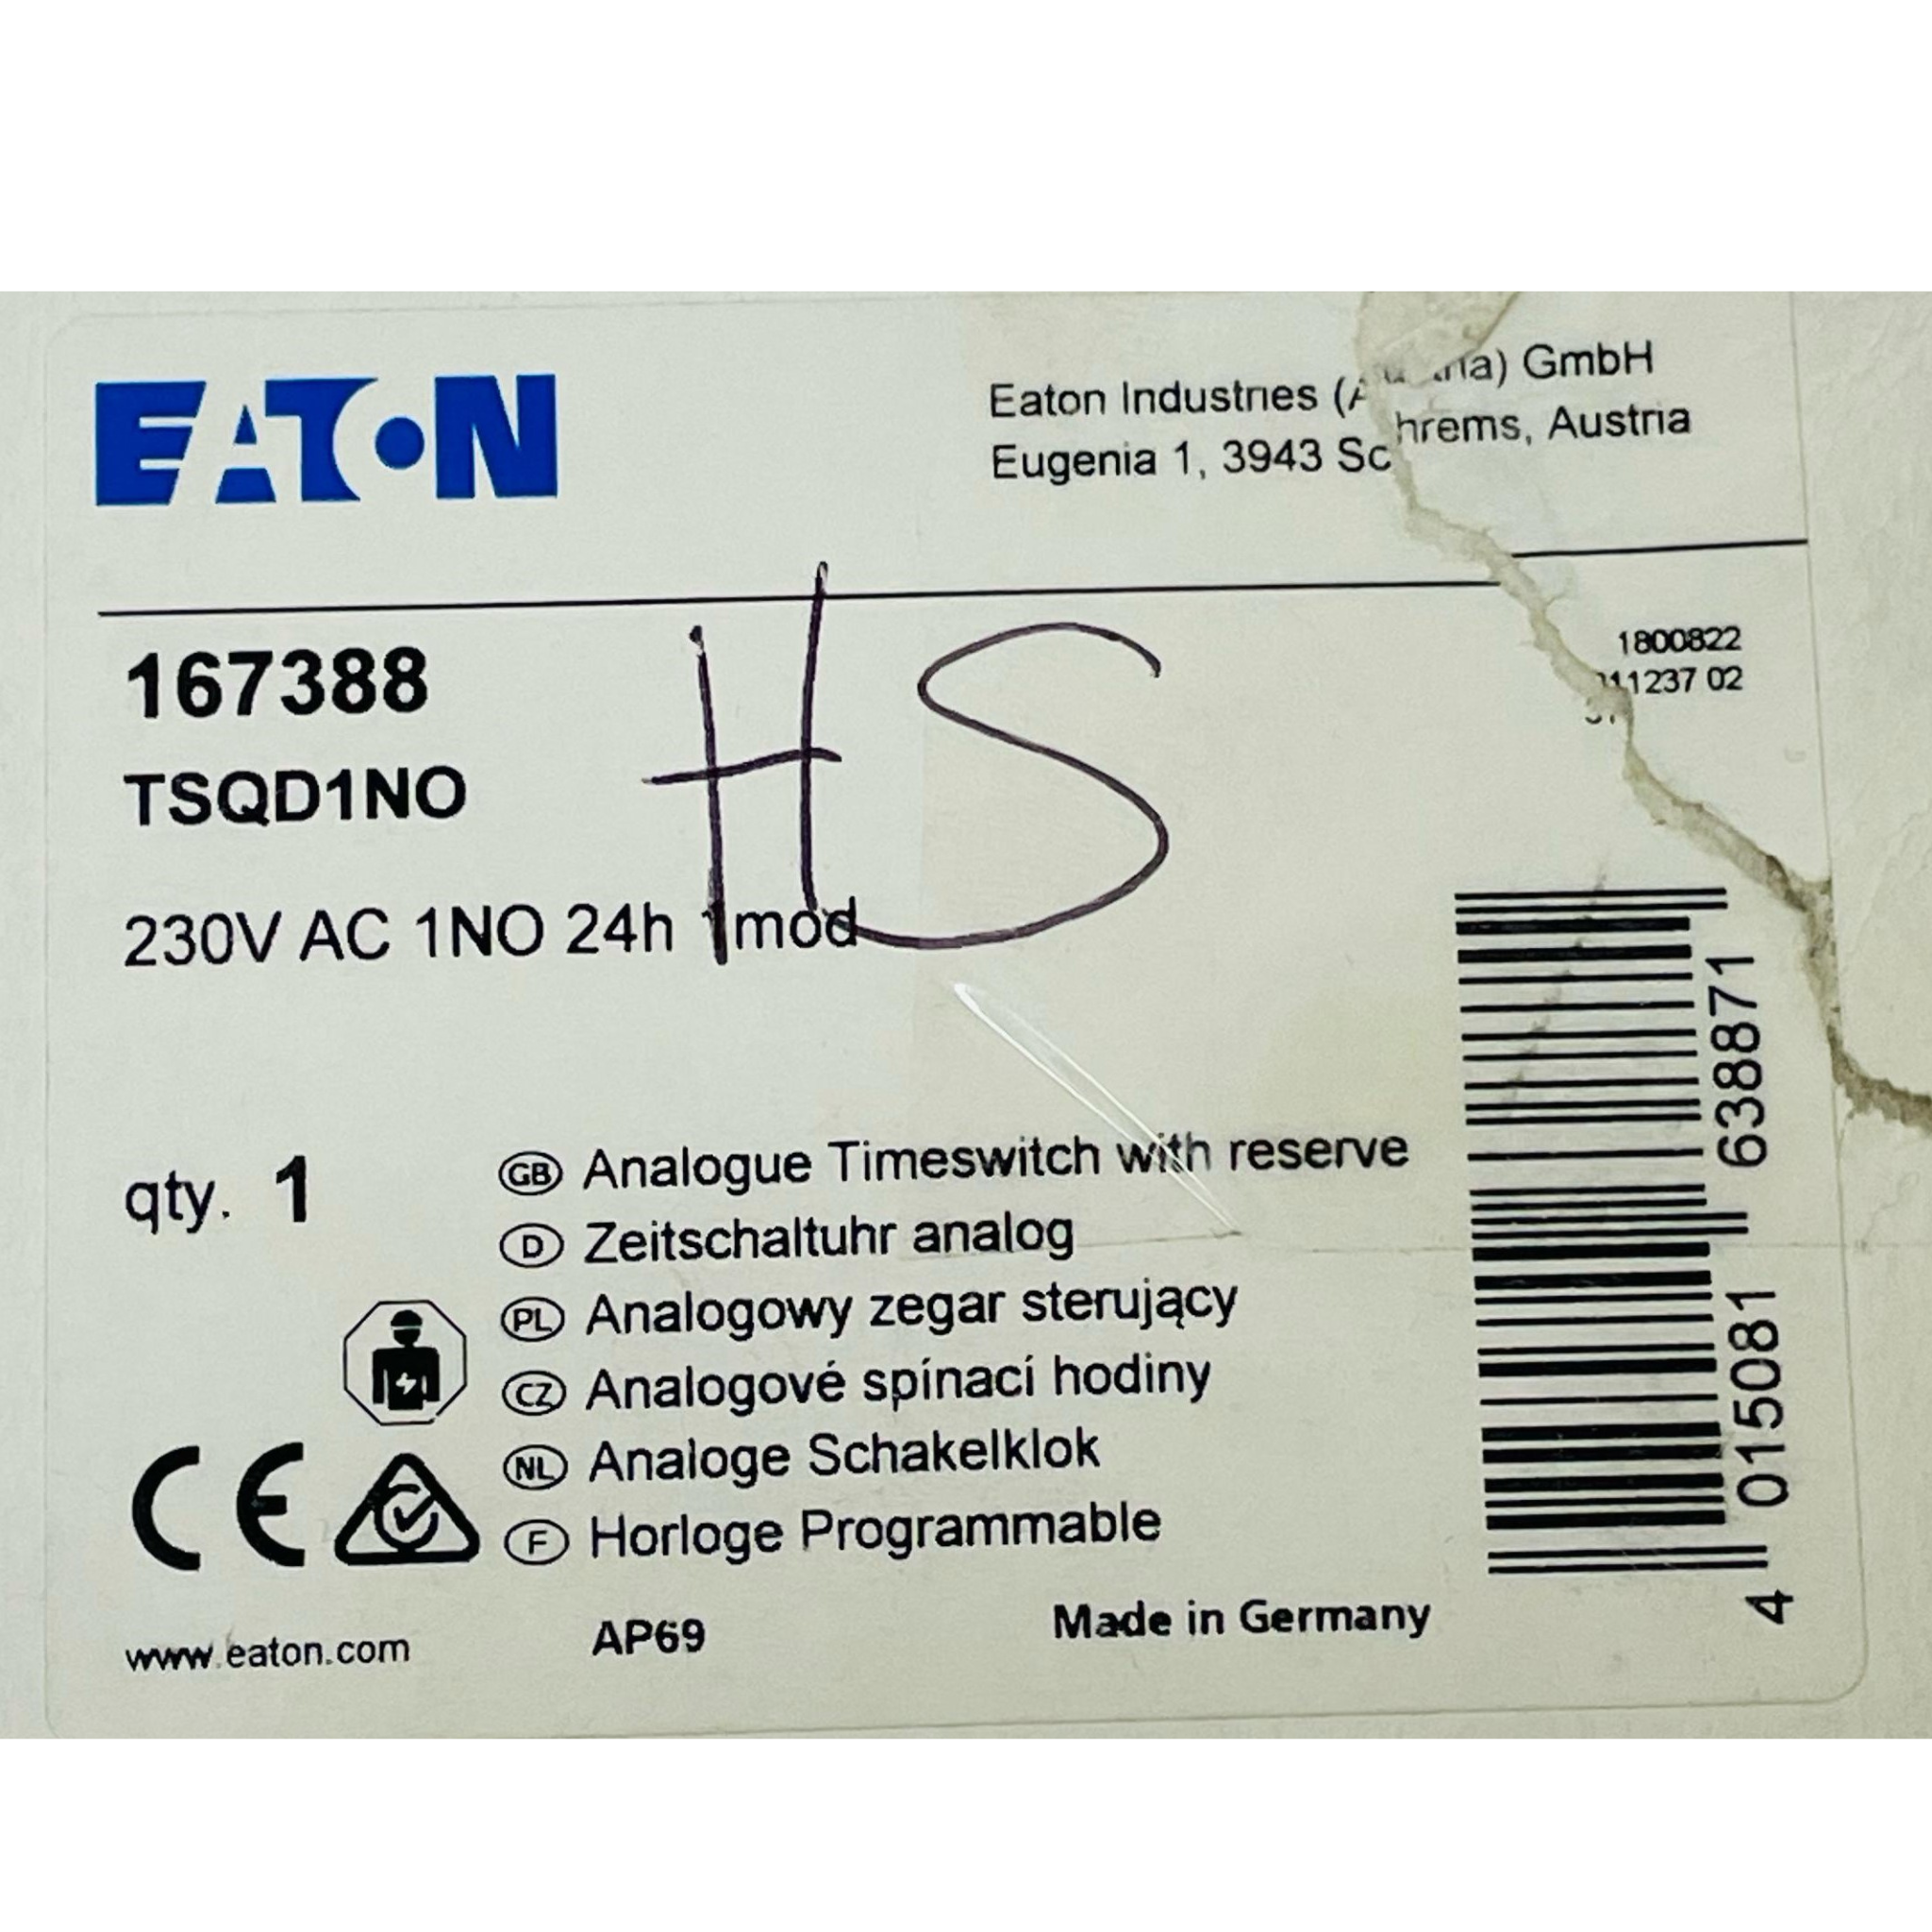 EATON
Eaton Industries (Austria) GmbH
Eugenia 1, 3943 Schrems, Austria
167388
HS
1800822
11237 02
TSQD1NO
230V AC 1NO 24h 1mod
qty. 1
GB Analogue Timeswitch with reserve
D Zeitschaltuhr analog
PL Analogowy zegar sterujący
CZ Analogové spínací hodiny
NL Analoge Schakelklok
F Horloge Programmable
CE
www.eaton.com
AP69
Made in Germany
4 015081 638871